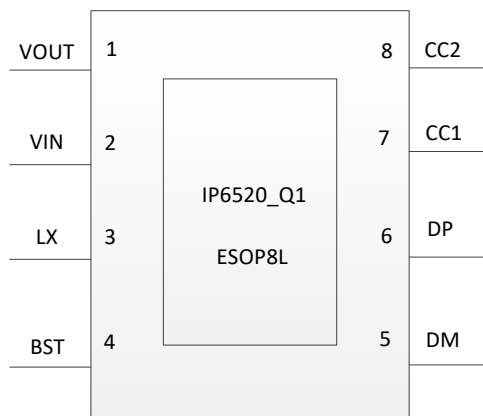 VOUT 1 8 CC2
VIN 2 7 CC1
IP6520_Q1
LX 3 6 DP
ESOP8L
BST 4 5 DM